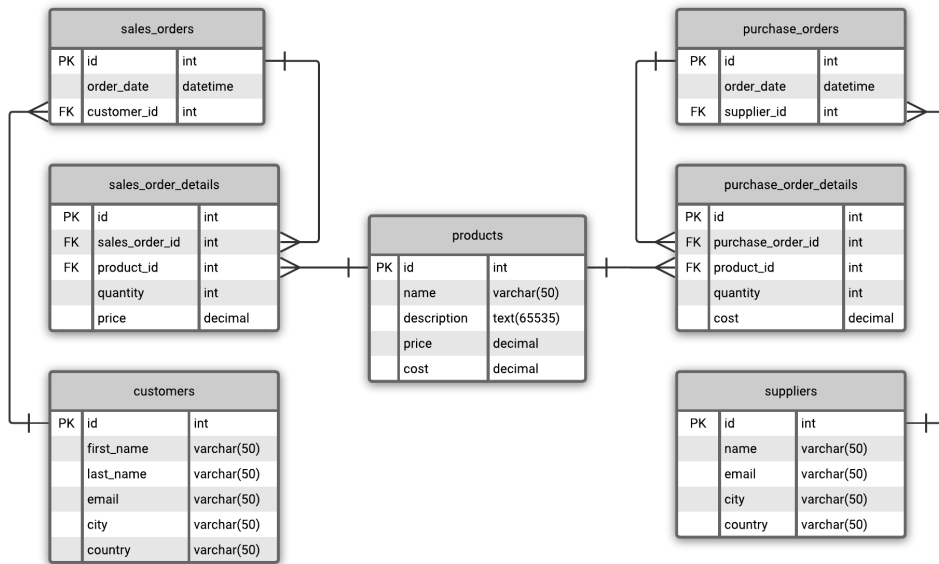 sales_orders
PK id int
order_date datetime
FK customer_id int
sales_order_details
PK id int
FK sales_order_id int
FK product_id int
quantity int
price decimal
customers
PK id int
first_name varchar(50)
last_name varchar(50)
email varchar(50)
city varchar(50)
country varchar(50)
products
PK id int
name varchar(50)
description text(65535)
price decimal
cost decimal
purchase_orders
PK id int
order_date datetime
FK supplier_id int
purchase_order_details
PK id int
FK purchase_order_id int
FK product_id int
quantity int
cost decimal
suppliers
PK id int
name varchar(50)
email varchar(50)
city varchar(50)
country varchar(50)